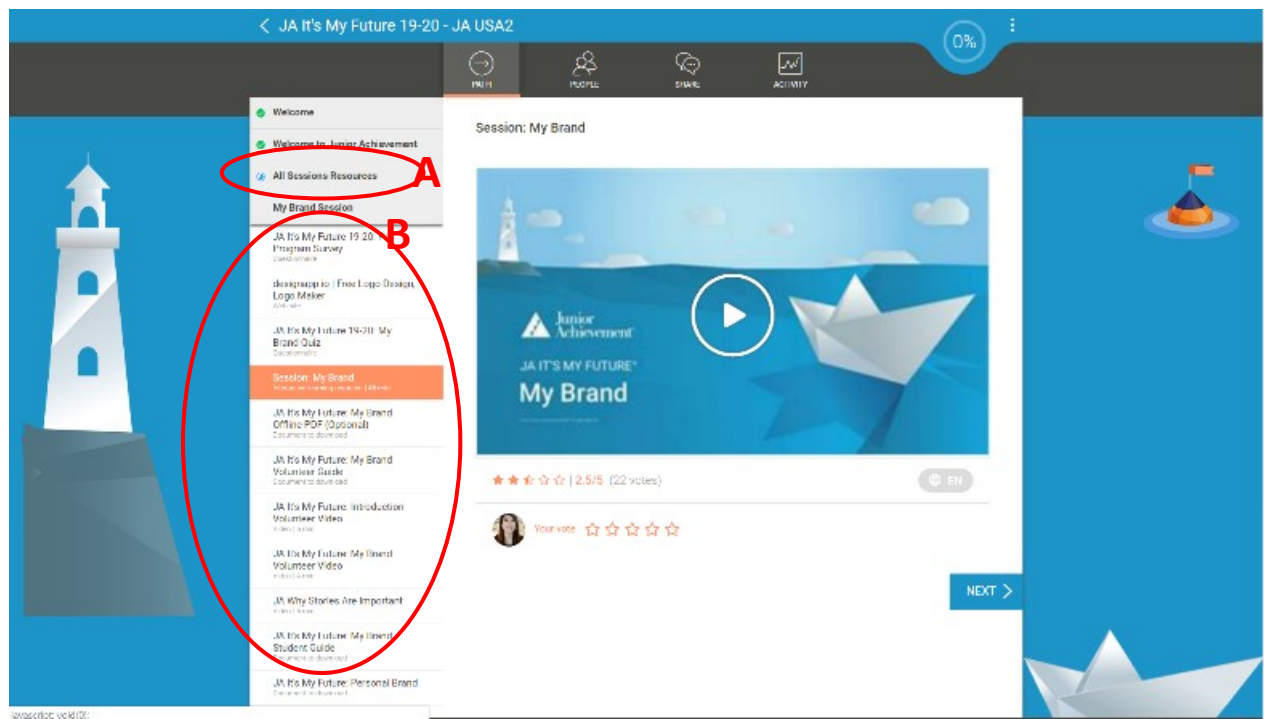 JA It's My Future 19-20 - JA USA2
0%
PATH
PEOPLE
SHARE
ACTIVITY
Welcome
Welcome to Junior Achievement
All Sessions Resources
A
My Brand Session
B
JA It's My Future 19-20:
Program Survey
Questionnaire
designapp.io | Free Logo Design,
Logo Maker
Web site
JA It's My Future 19-20: My
Brand Quiz
Questionnaire
Session: My Brand
JA It's My Future: My Brand
Offline PDF (Optional)
Document to download
JA It's My Future: My Brand
Volunteer Guide
Document to download
JA It's My Future: Introduction
Volunteer Video
JA It's My Future: My Brand
Volunteer Video
JA Why Stories Are Important
JA It's My Future: My Brand
Student Guide
Document to download
JA It's My Future: Personal Brand
Document to download
javascript: void(0);
Session: My Brand
Junior
Achievement
JA IT'S MY FUTURE
My Brand
2.5/5 (22 votes)
EN
Your vote
NEXT